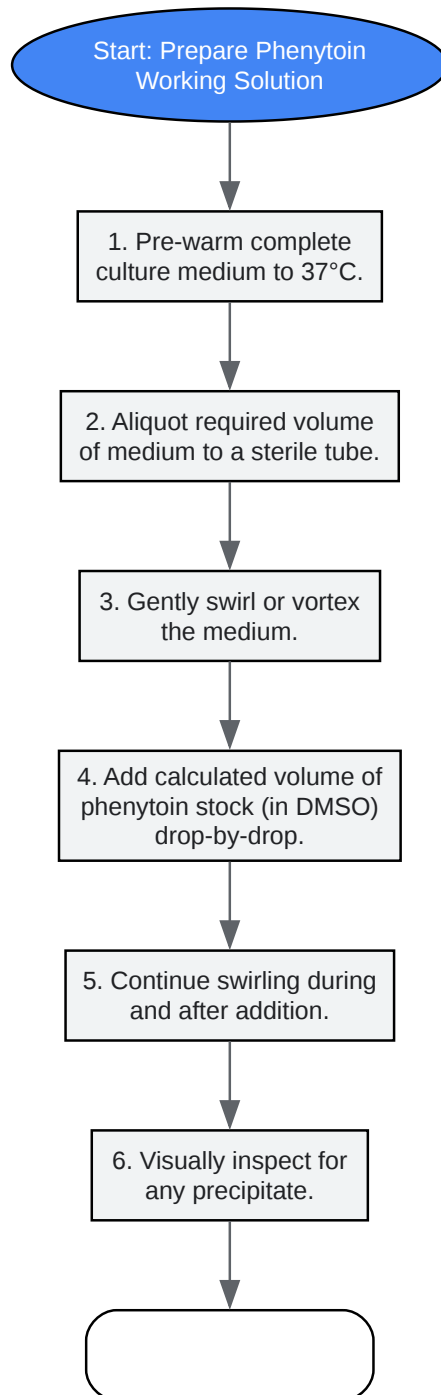 Start: Prepare Phenytoin
Working Solution
1. Pre-warm complete
culture medium to 37°C.
2. Aliquot required volume
of medium to a sterile tube.
3. Gently swirl or vortex
the medium.
4. Add calculated volume of
phenytoin stock (in DMSO)
drop-by-drop.
5. Continue swirling during
and after addition.
6. Visually inspect for
any precipitate.